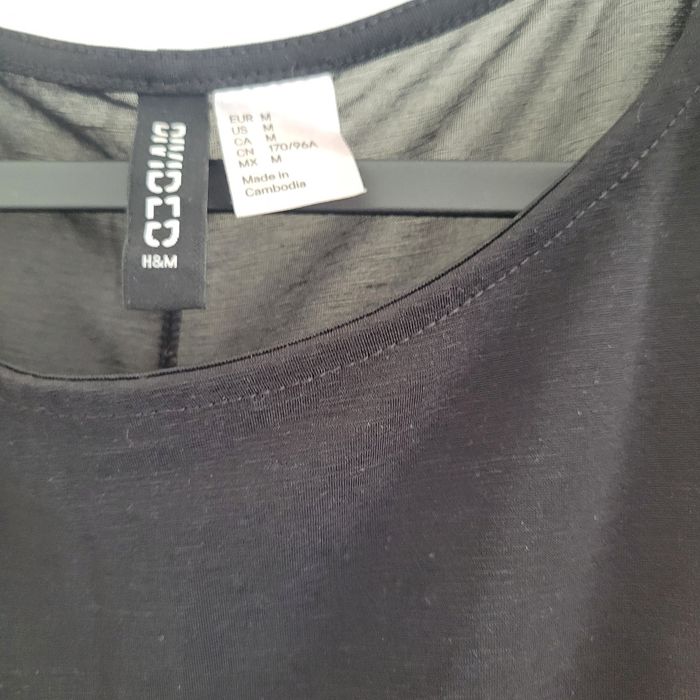 DIVIDED
H&M
EUR M
US M
CA M
CN 170/96A
MX M
Made in
Cambodia